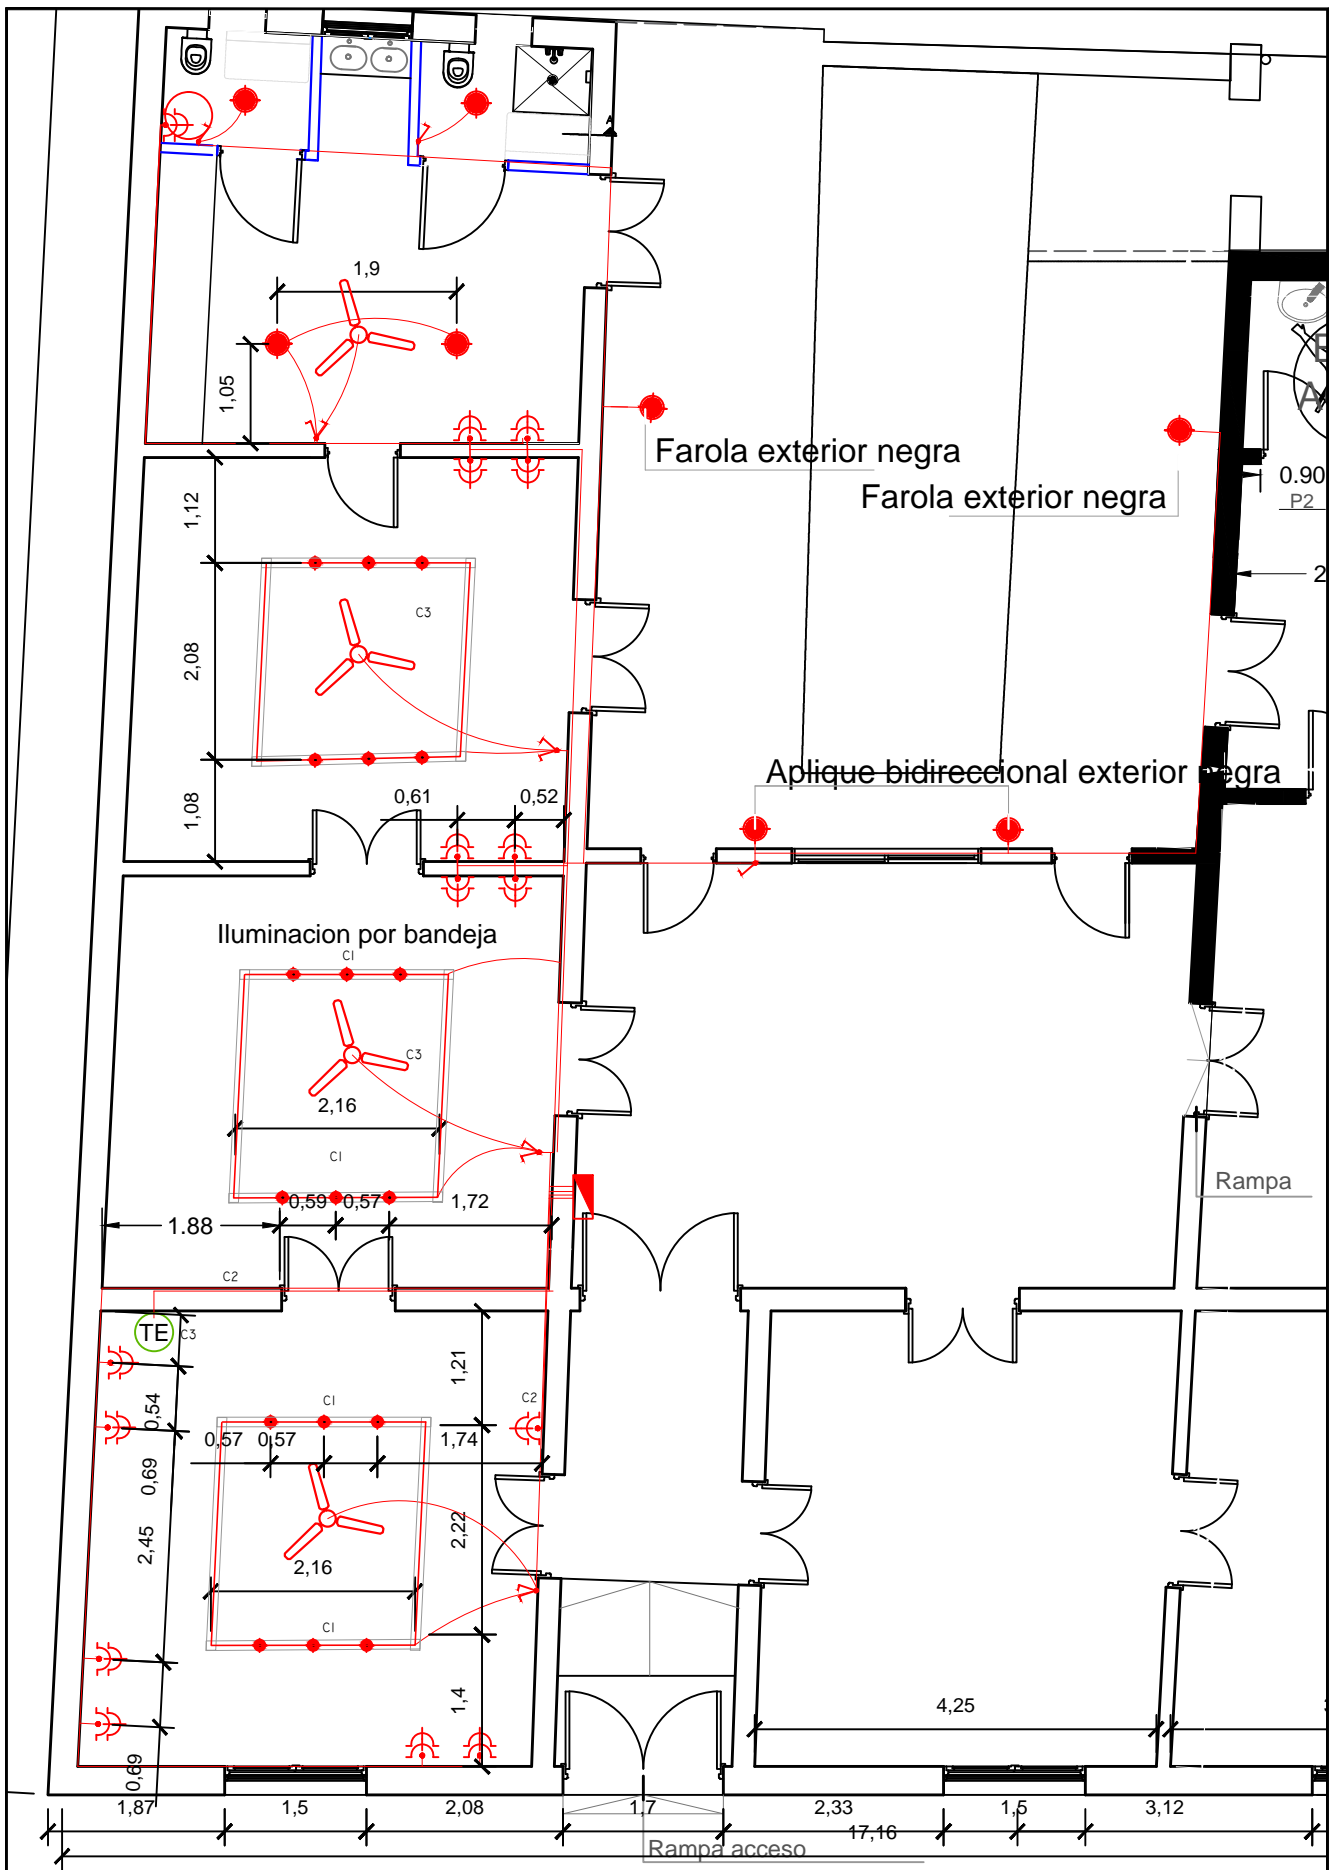 A
1,9
1,05
Farola exterior negra
Farola exterior negra
0.90
P2
1,12
2
C3
2,08
Aplique bidireccional exterior negra
1,08
0,61
0,52
Iluminacion por bandeja
C1
C3
2,16
C1
Rampa
0,59
0,57
1,72
1.88
C2
TE
C3
1,21
0,54
C1
C2
0,57
0,57
1,74
0,69
2,22
2,45
2,16
C1
1,4
4,25
0,69
1,87
1,5
2,08
1,7
2,33
1,5
3,12
17,16
Rampa acceso